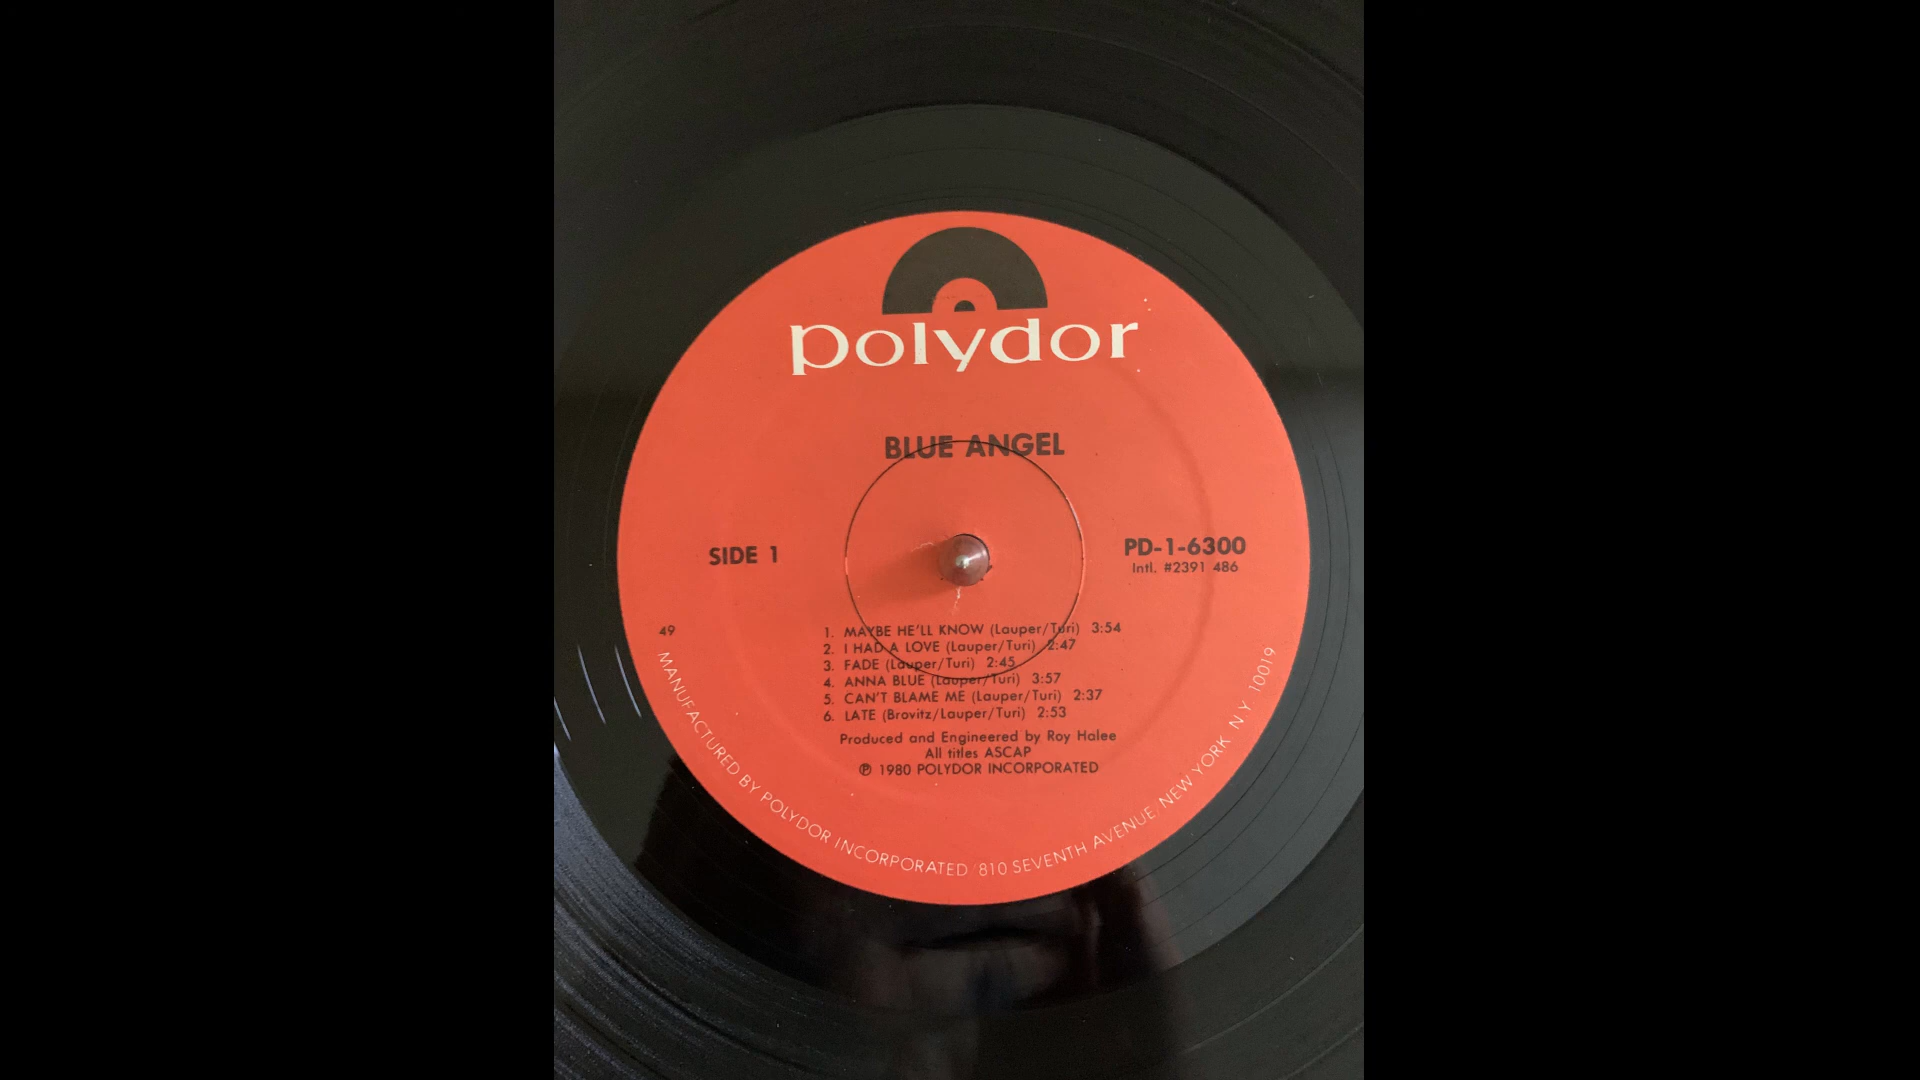 polydor
BLUE ANGEL
SIDE 1
PD-1-6300
Intl. #2391 486
49
1. MAYBE HE'LL KNOW (Lauper/Turi) 3:54
2. I HAD A LOVE (Lauper/Turi) 2:47
3. FADE (Lauper/Turi) 2:45
4. ANNA BLUE (Lauper/Turi) 3:57
5. CAN'T BLAME ME (Lauper/Turi) 2:37
6. LATE (Brovitz/Lauper/Turi) 2:53
Produced and Engineered by Roy Halee
All titles ASCAP
℗ 1980 POLYDOR INCORPORATED
MANUFACTURED BY POLYDOR INCORPORATED/810 SEVENTH AVENUE, NEW YORK, N Y 10019